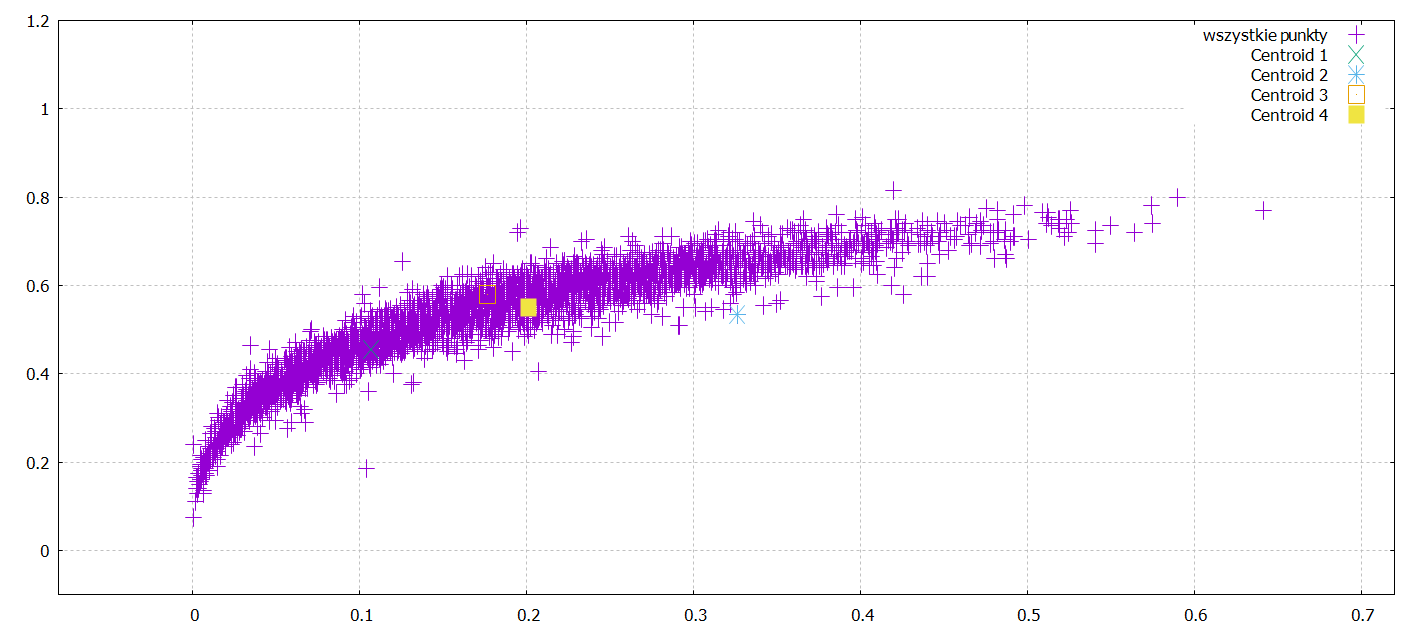 1.2
1
0.8
0.6
0.4
0.2
0
0 0.1 0.2 0.3 0.4 0.5 0.6 0.7
wszystkie punkty
Centroid 1
Centroid 2
Centroid 3
Centroid 4